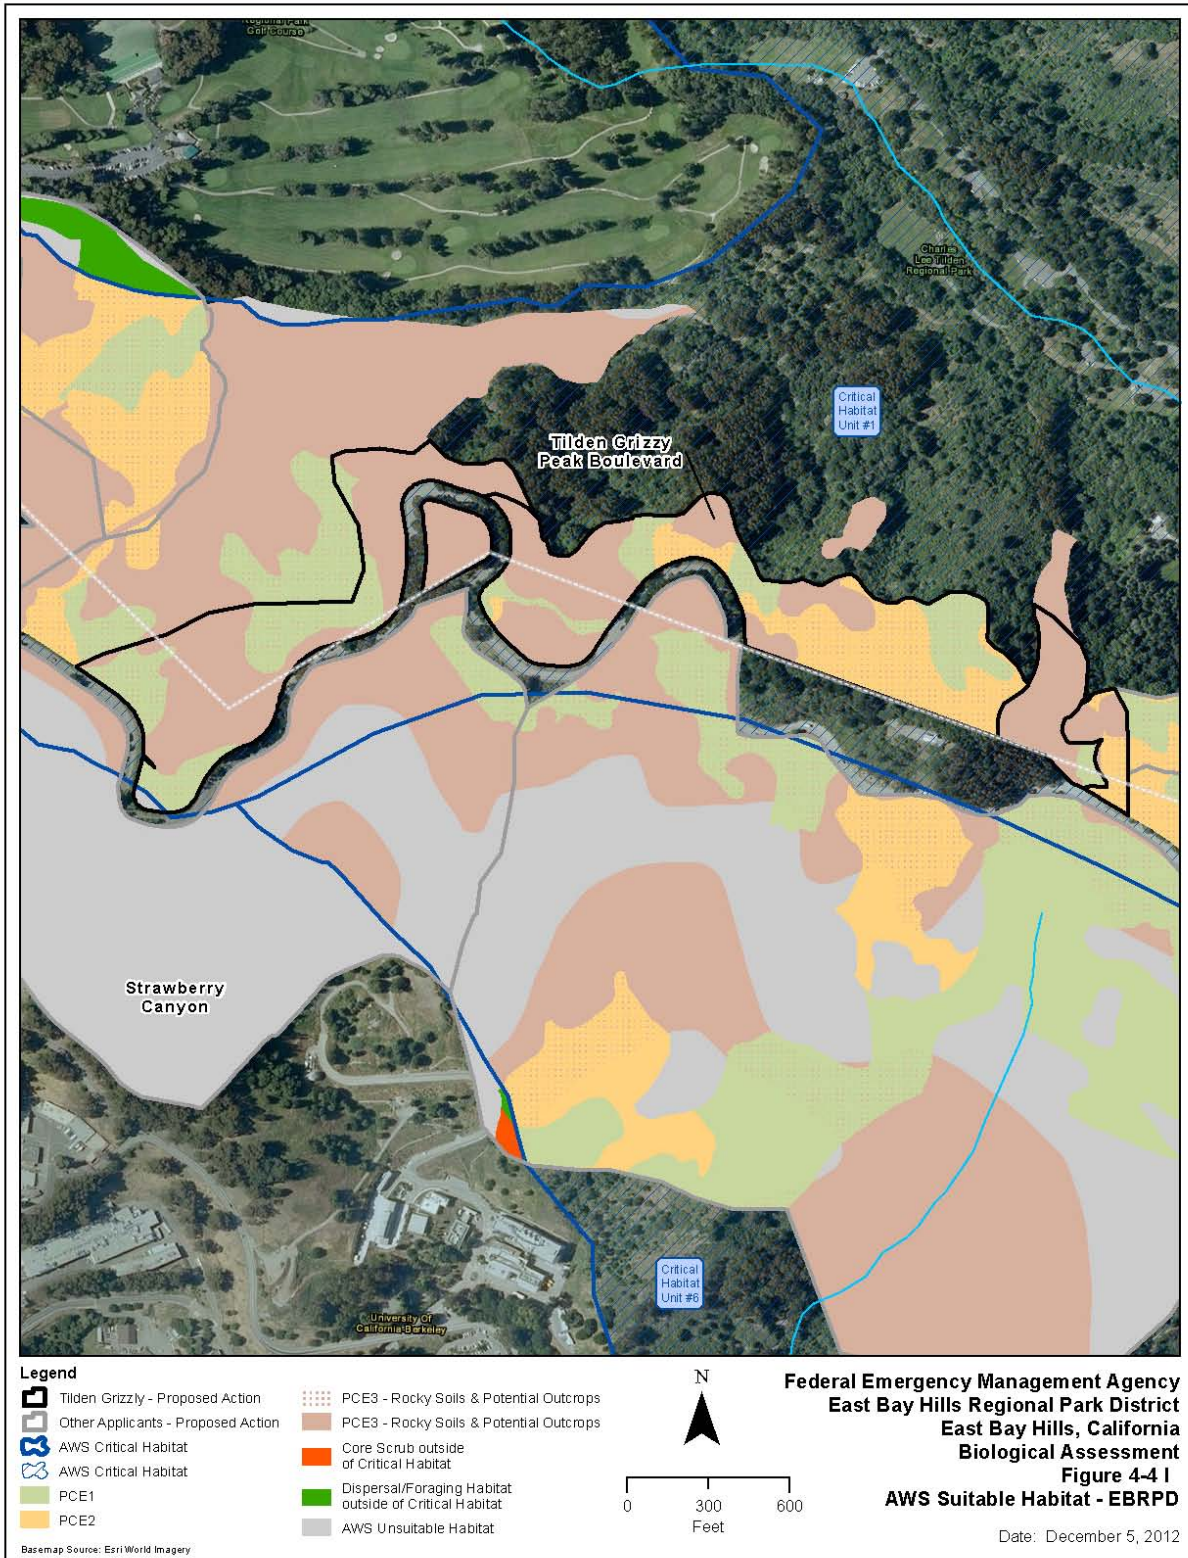 Regional Park
Golf Course
Charles
Lee Tilden
Regional Park
Critical
Habitat
Unit #1
Tilden Grizzy
Peak Boulevard
Strawberry
Canyon
Critical
Habitat
Unit #6
University Of
California Berkeley
Legend
Tilden Grizzly - Proposed Action
Other Applicants - Proposed Action
AWS Critical Habitat
AWS Critical Habitat
PCE1
PCE2
Basemap Source: Esri World Imagery
PCE3 - Rocky Soils & Potential Outcrops
PCE3 - Rocky Soils & Potential Outcrops
Core Scrub outside
of Critical Habitat
Dispersal/Foraging Habitat
outside of Critical Habitat
AWS Unsuitable Habitat
N
0 300 600
Feet
Federal Emergency Management Agency
East Bay Hills Regional Park District
East Bay Hills, California
Biological Assessment
Figure 4-4 I
AWS Suitable Habitat - EBRPD
Date: December 5, 2012